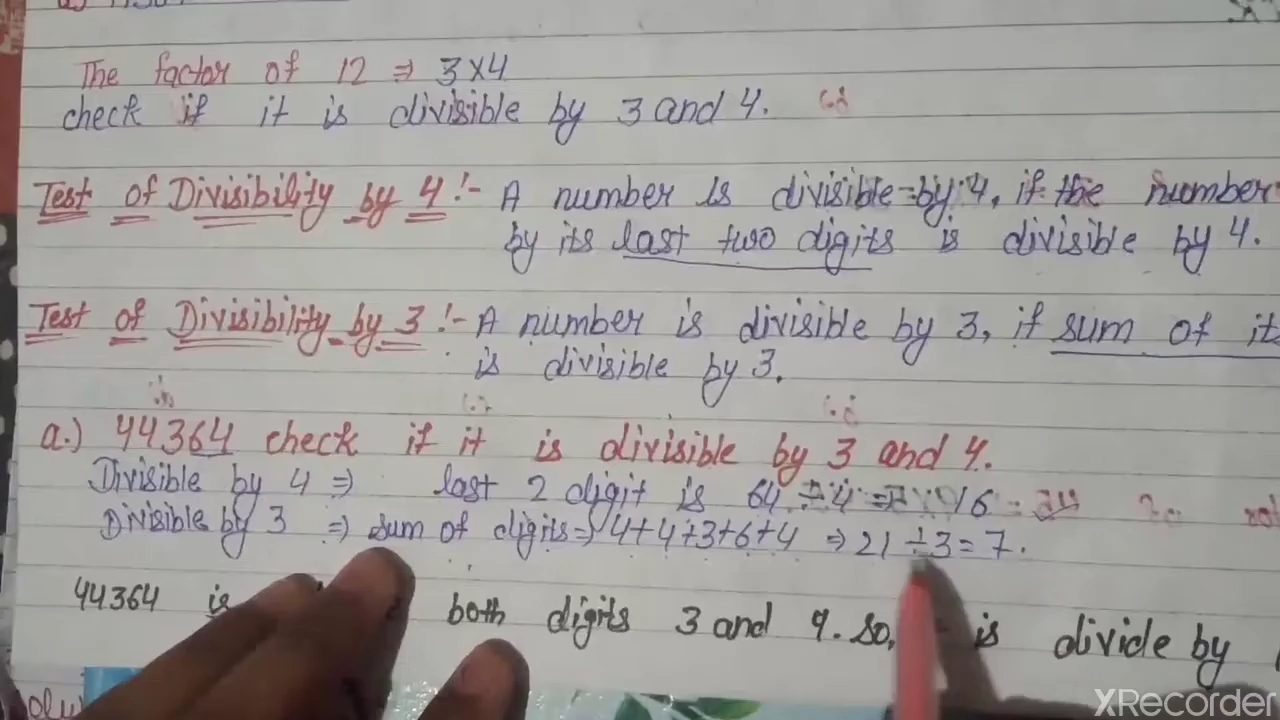 The factor of 12 ⇒ 3×4
check if it is divisible by 3 and 4.
Test of Divisibility by 4 :- A number is divisible by 4, if the number
by its last two digits is divisible by 4.
Test of Divisibility by 3 :- A number is divisible by 3, if sum of it
is divisible by 3.
a.) 44364 check if it is divisible by 3 and 4.
Divisible by 4 ⇒ last 2 digit is 64 ÷ 4 = 16
Divisible by 3 ⇒ sum of digits ⇒ 4+4+3+6+4 ⇒ 21 ÷ 3 = 7.
44364 is both digits 3 and 4. So, is divide by
XRecorder